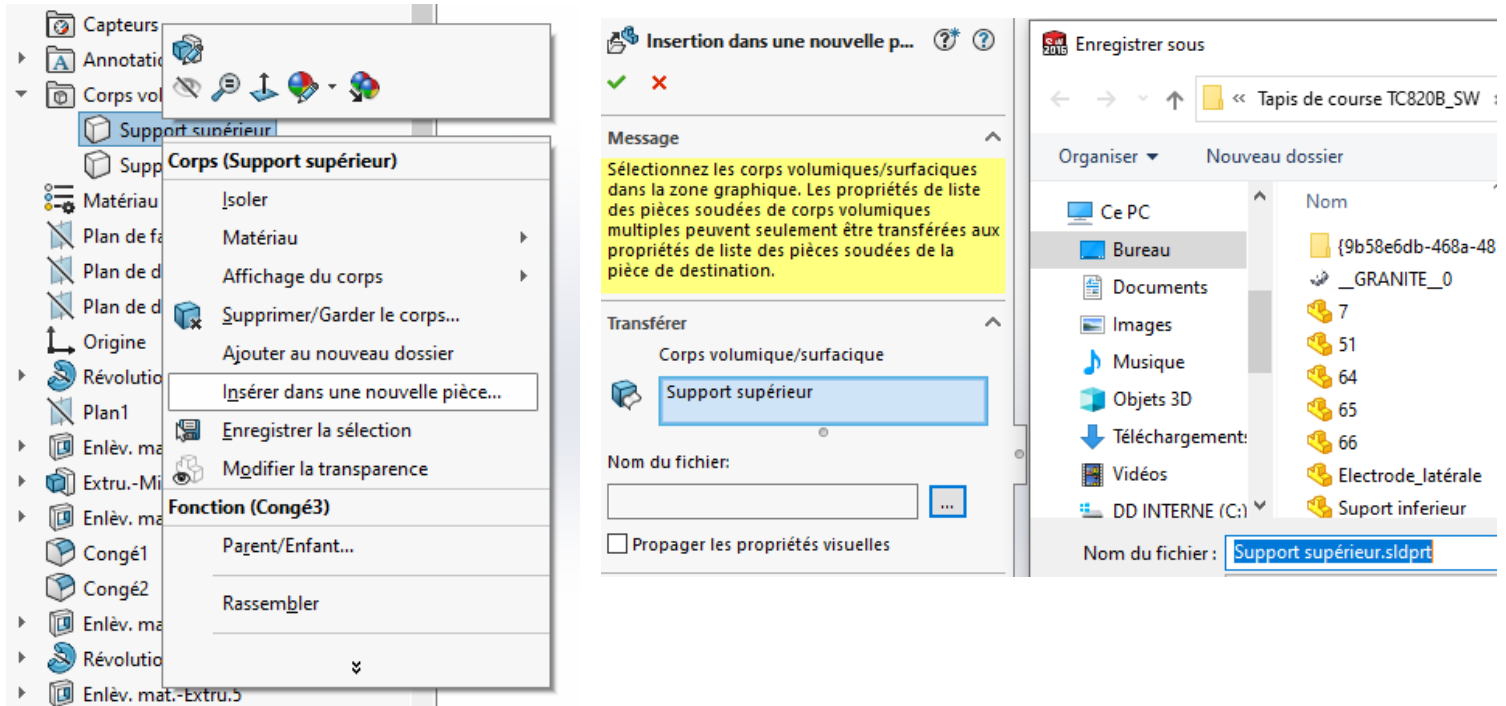 Capteurs
Annotatio
Corps vol
Support supérieur
Supp
Matériau
Plan de fa
Plan de d
Plan de d
Origine
Révolutio
Plan1
Enlèv. ma
Extru.-Mi
Enlèv. ma
Congé1
Congé2
Enlèv. ma
Révolutio
Enlèv. mat.-Extru.5
Corps (Support supérieur)
Isoler
Matériau
Affichage du corps
Supprimer/Garder le corps...
Ajouter au nouveau dossier
Insérer dans une nouvelle pièce...
Enregistrer la sélection
Modifier la transparence
Fonction (Congé3)
Parent/Enfant...
Rassembler
Insertion dans une nouvelle p...
Message
Sélectionnez les corps volumiques/surfaciques
dans la zone graphique. Les propriétés de liste
des pièces soudées de corps volumiques
multiples peuvent seulement être transférées aux
propriétés de liste des pièces soudées de la
pièce de destination.
Transférer
Corps volumique/surfacique
Support supérieur
Nom du fichier:
...
Propager les propriétés visuelles
SW 2016 Enregistrer sous
« Tapis de course TC820B_SW
Organiser Nouveau dossier
Ce PC
Bureau
Documents
Images
Musique
Objets 3D
Téléchargements
Vidéos
DD INTERNE (C:)
Nom
{9b58e6db-468a-48
__GRANITE__0
7
51
64
65
66
Electrode_latérale
Suport inferieur
Nom du fichier : Support supérieur.sldprt